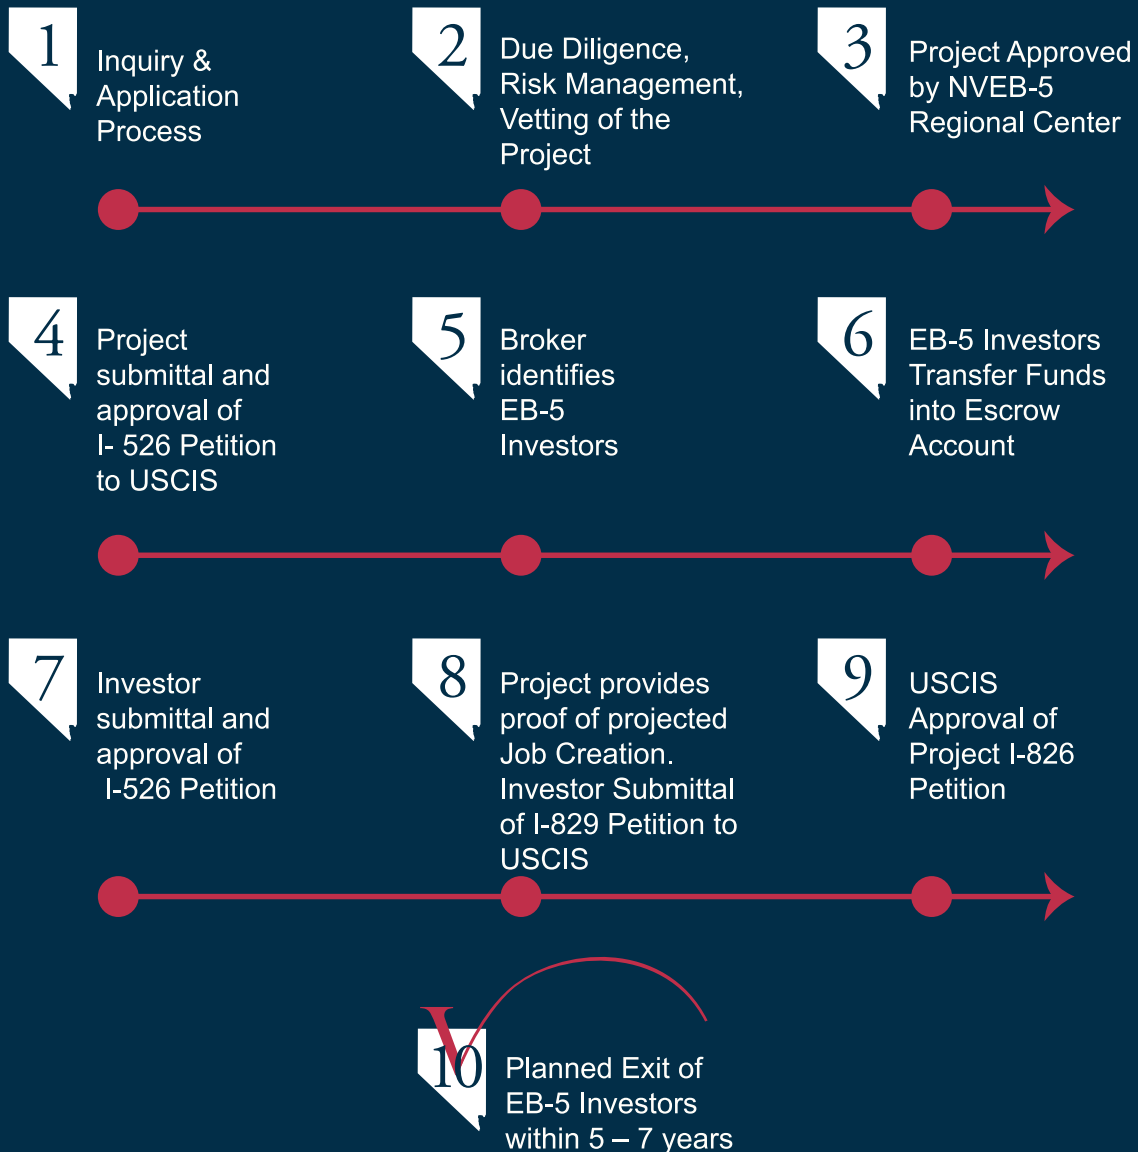 1
Inquiry &
Application
Process
2
Due Diligence,
Risk Management,
Vetting of the
Project
3
Project Approved
by NVEB-5
Regional Center
4
Project
submittal and
approval of
I- 526 Petition
to USCIS
5
Broker
identifies
EB-5
Investors
6
EB-5 Investors
Transfer Funds
into Escrow
Account
7
Investor
submittal and
approval of
I-526 Petition
8
Project provides
proof of projected
Job Creation.
Investor Submittal
of I-829 Petition to
USCIS
9
USCIS
Approval of
Project I-826
Petition
10
Planned Exit of
EB-5 Investors
within 5 – 7 years